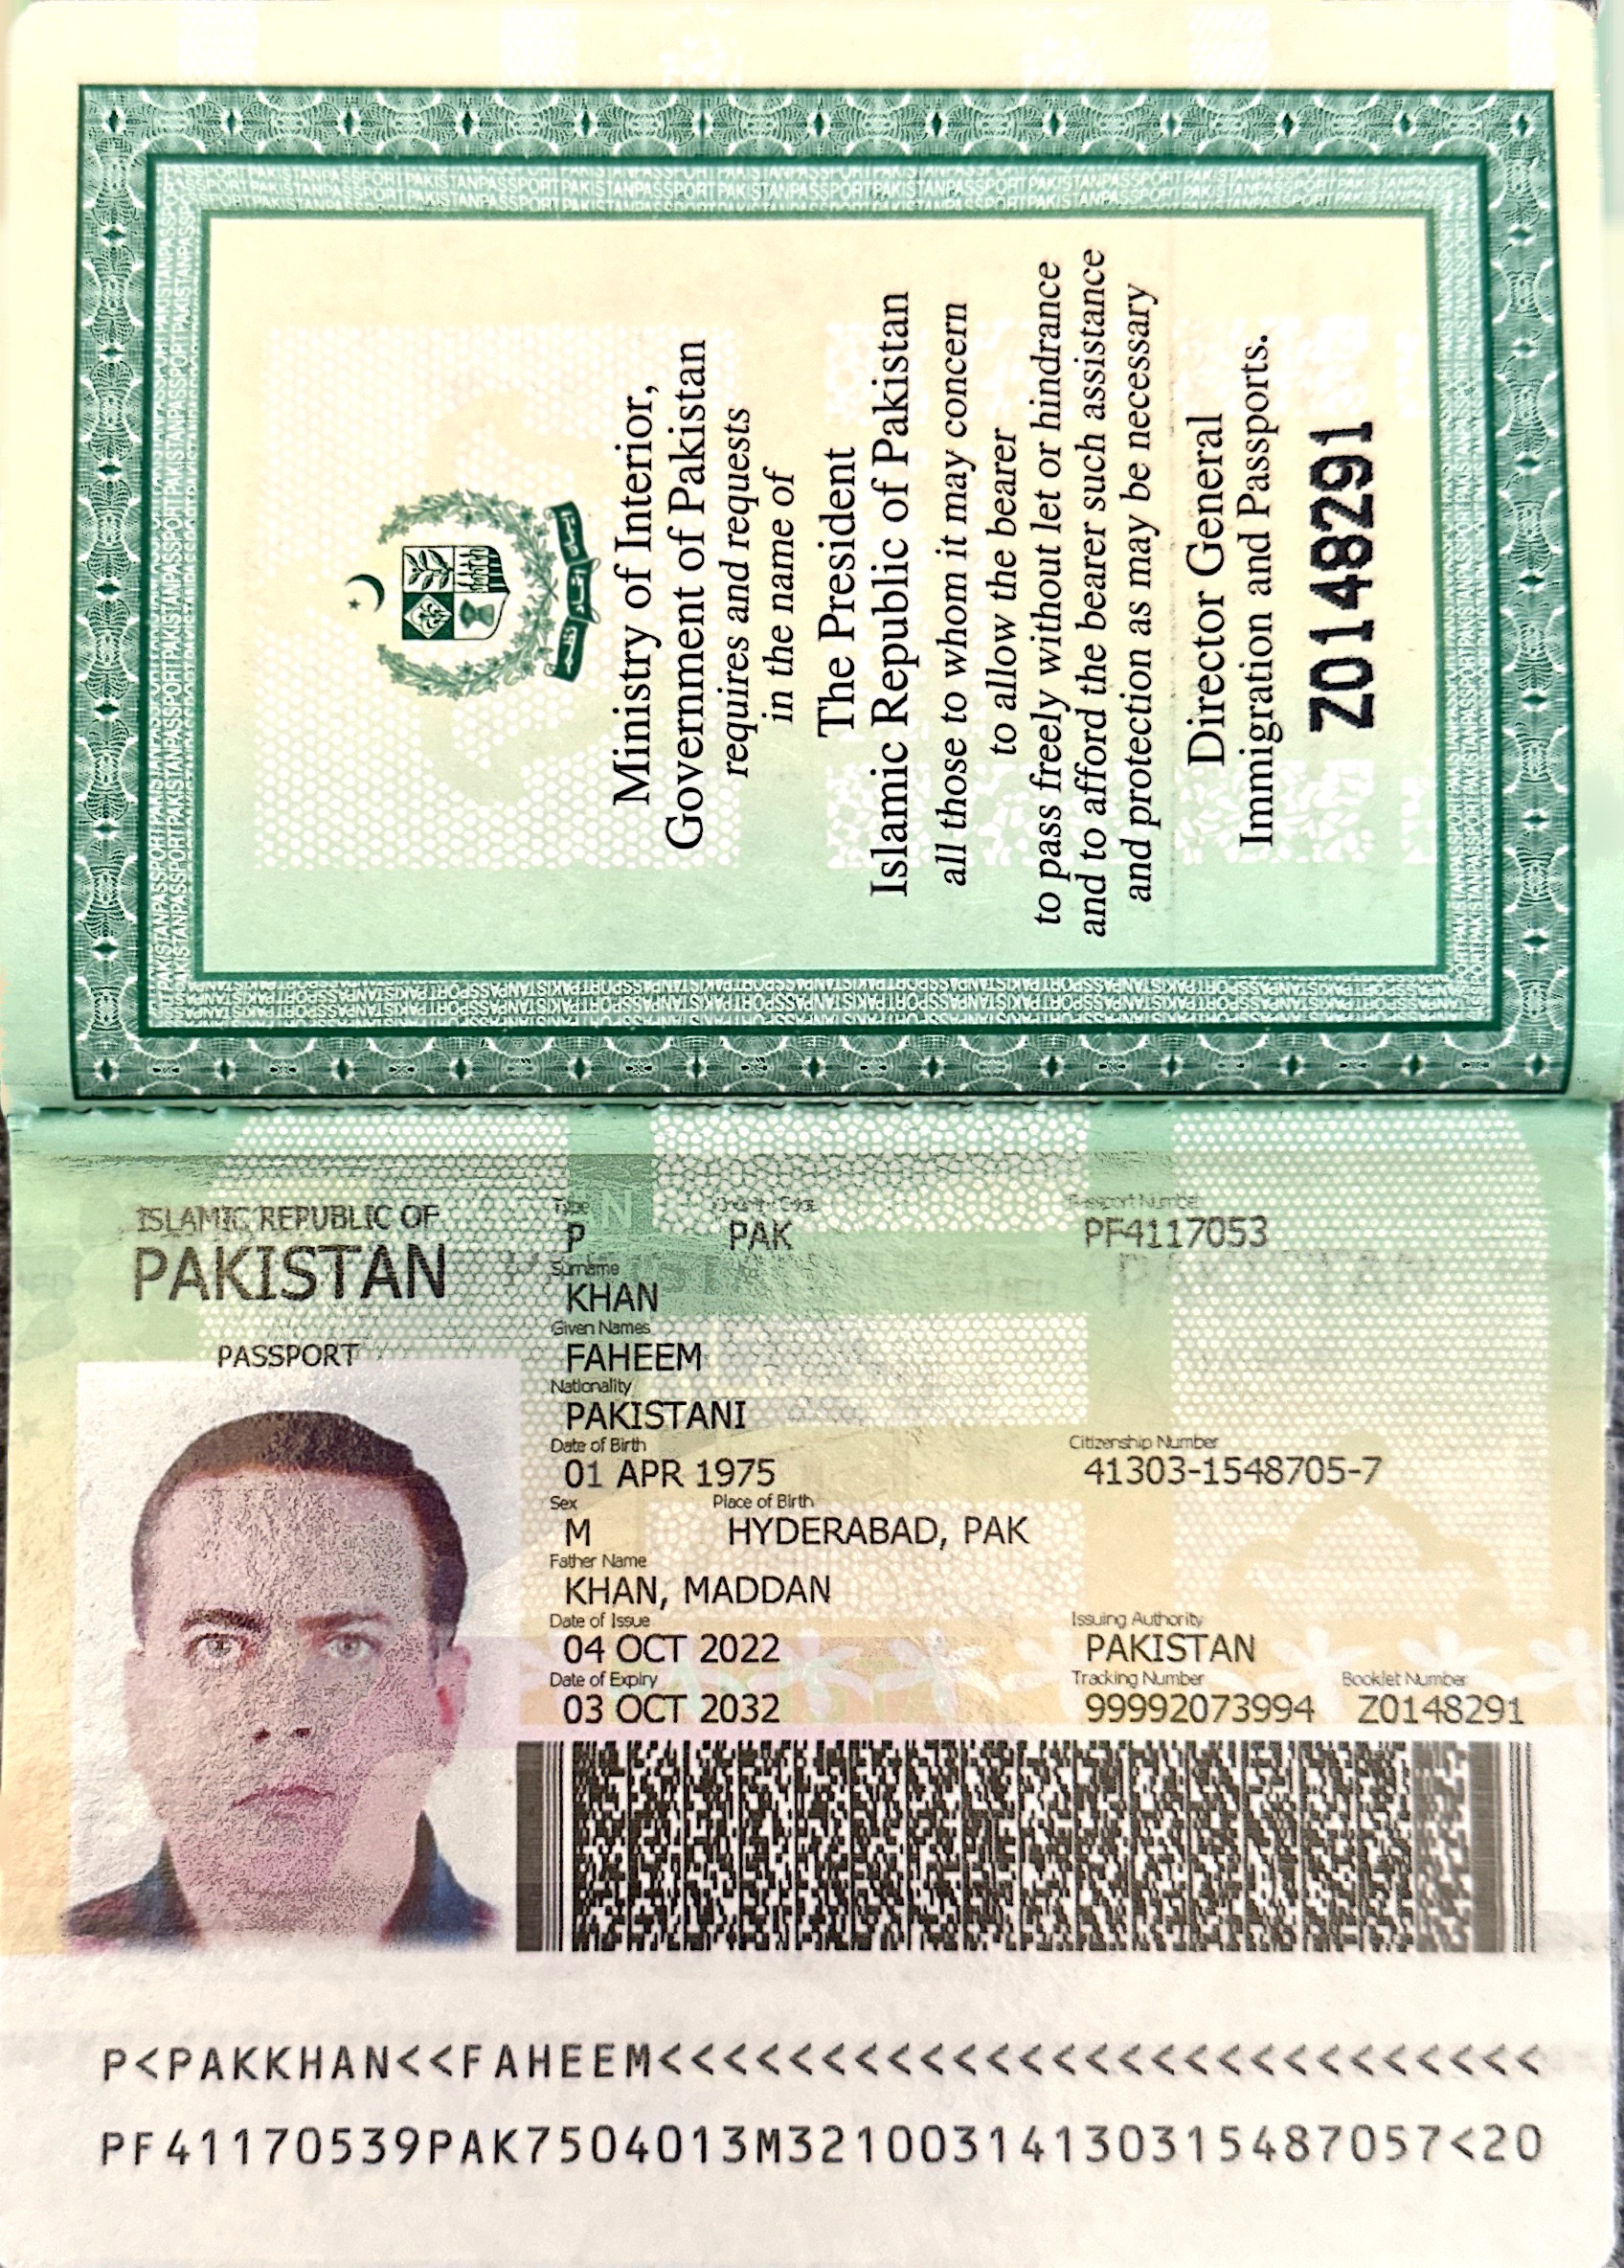 Ministry of Interior,
Government of Pakistan
requires and requests
in the name of
The President
Islamic Republic of Pakistan
all those to whom it may concern
to allow the bearer
to pass freely without let or hindrance
and to afford the bearer such assistance
and protection as may be necessary
Director General
Immigration and Passports.
Z0148291
ISLAMIC REPUBLIC OF
PAKISTAN
PASSPORT
Type Country Code Passport Number
P PAK PF4117053
Surname
KHAN
Given Names
FAHEEM
Nationality
PAKISTANI
Date of Birth Citizenship Number
01 APR 1975 41303-1548705-7
Sex Place of Birth
M HYDERABAD, PAK
Father Name
KHAN, MADDAN
Date of Issue Issuing Authority
04 OCT 2022 PAKISTAN
Date of Expiry Tracking Number Booklet Number
03 OCT 2032 99992073994 Z0148291
P<PAKKHAN<<FAHEEM<<<<<<<<<<<<<<<<<<<<<<<<<<<
PF41170539PAK7504013M3210031413031548​7057<20